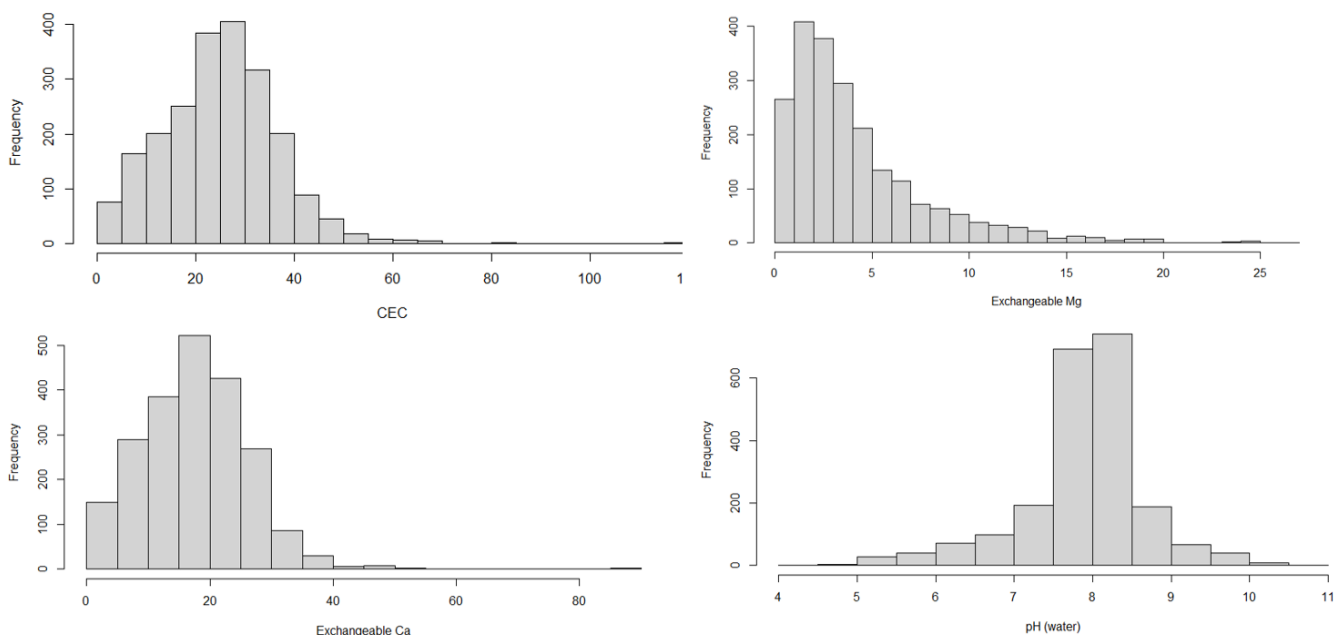 Frequency
0 100 200 300 400
0 20 40 60 80 100 1
CEC
Frequency
0 100 200 300 400
0 5 10 15 20 25
Exchangeable Mg
Frequency
0 100 200 300 400 500
0 20 40 60 80
Exchangeable Ca
Frequency
0 200 400 600
4 5 6 7 8 9 10 11
pH (water)